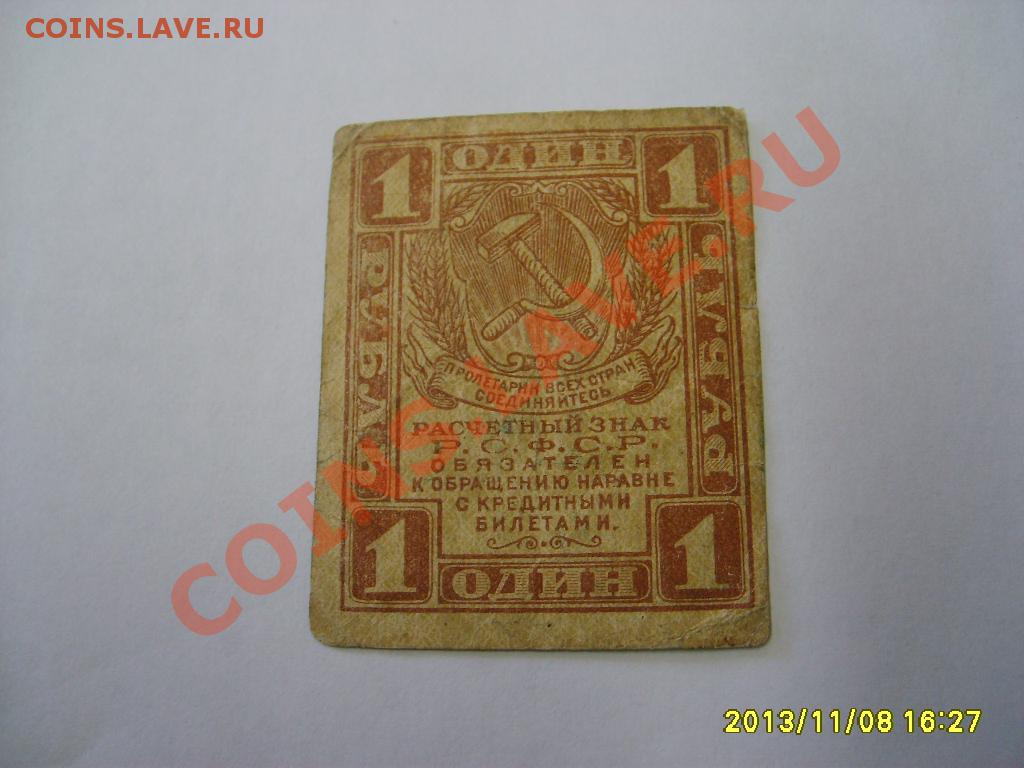 COINS.LAVE.RU
1 ОДИН 1
РУБЛЬ
РУБЛЬ
ПРОЛЕТАРИИ ВСЕХ СТРАН
СОЕДИНЯЙТЕСЬ
РАСЧЕТНЫЙ ЗНАК
Р.С.Ф.С.Р.
ОБЯЗАТЕЛЕН
К ОБРАЩЕНИЮ НАРАВНЕ
С КРЕДИТНЫМИ
БИЛЕТАМИ.
1 ОДИН 1
COINS.LAVE.RU
2013/11/08 16:27